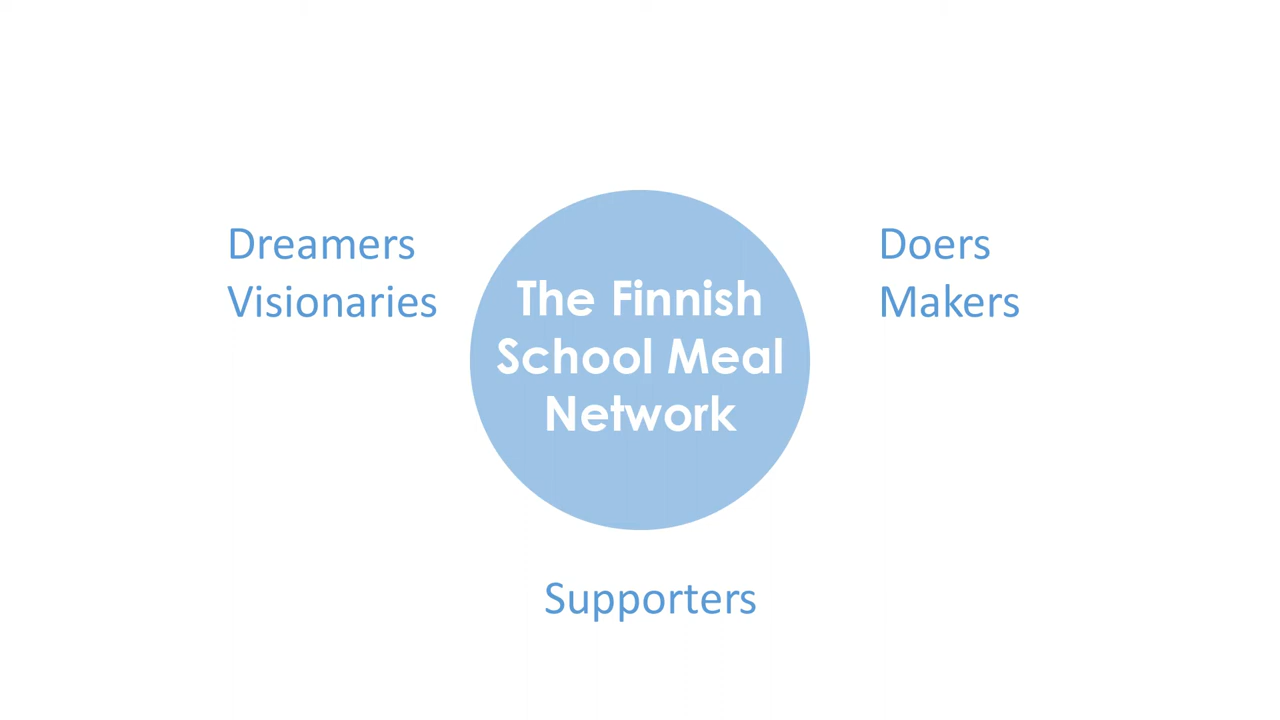 Dreamers
Visionaries
The Finnish
School Meal
Network
Doers
Makers
Supporters